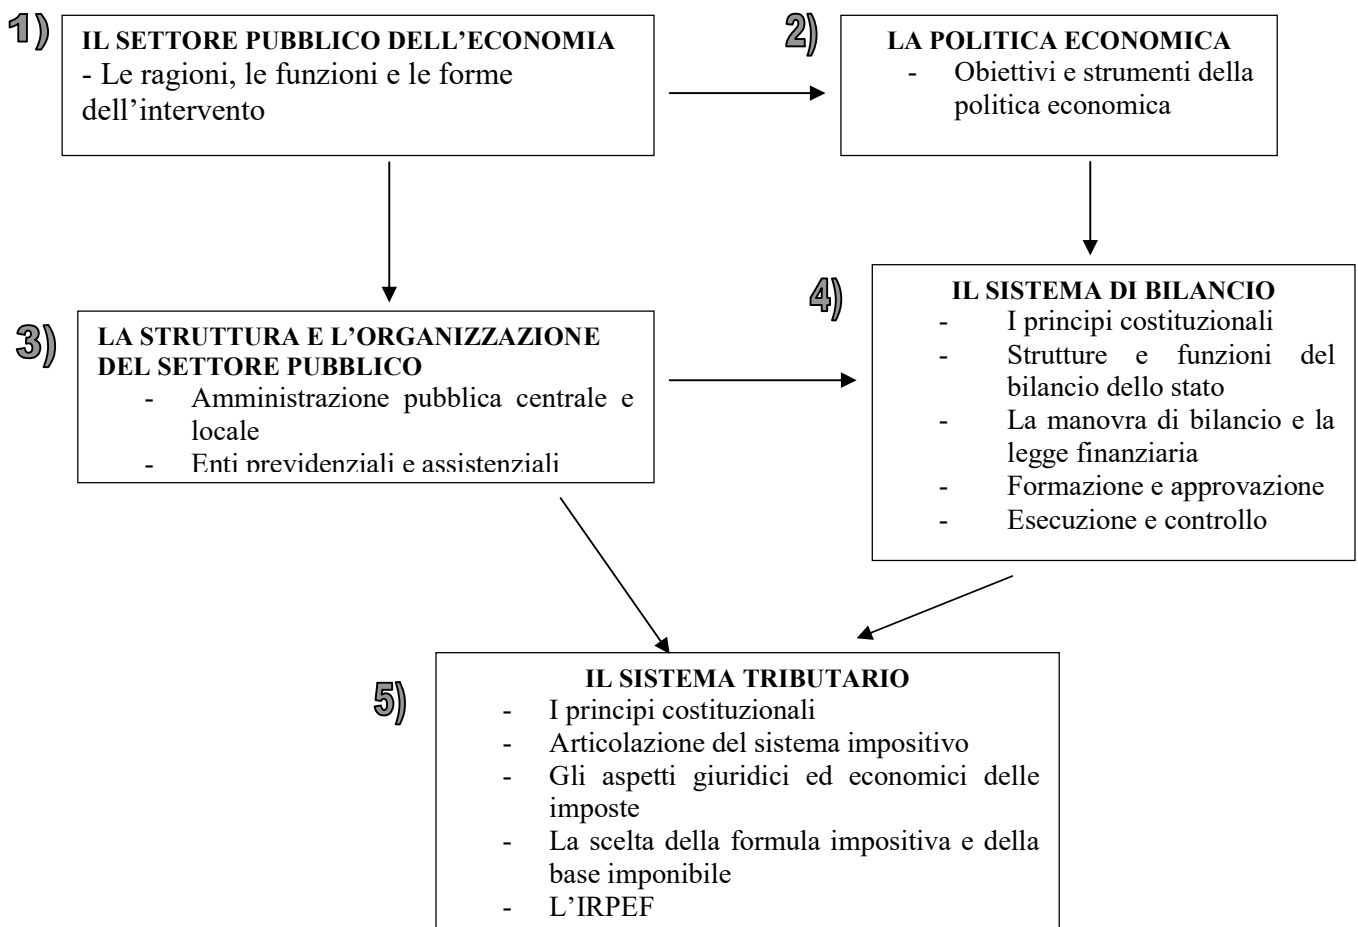 1)
IL SETTORE PUBBLICO DELL’ECONOMIA
- Le ragioni, le funzioni e le forme
dell’intervento
2)
LA POLITICA ECONOMICA
- Obiettivi e strumenti della
politica economica
3)
LA STRUTTURA E L’ORGANIZZAZIONE
DEL SETTORE PUBBLICO
- Amministrazione pubblica centrale e
locale
- Enti previdenziali e assistenziali
4)
IL SISTEMA DI BILANCIO
- I principi costituzionali
- Strutture e funzioni del
bilancio dello stato
- La manovra di bilancio e la
legge finanziaria
- Formazione e approvazione
- Esecuzione e controllo
5)
IL SISTEMA TRIBUTARIO
- I principi costituzionali
- Articolazione del sistema impositivo
- Gli aspetti giuridici ed economici delle
imposte
- La scelta della formula impositiva e della
base imponibile
- L’IRPEF